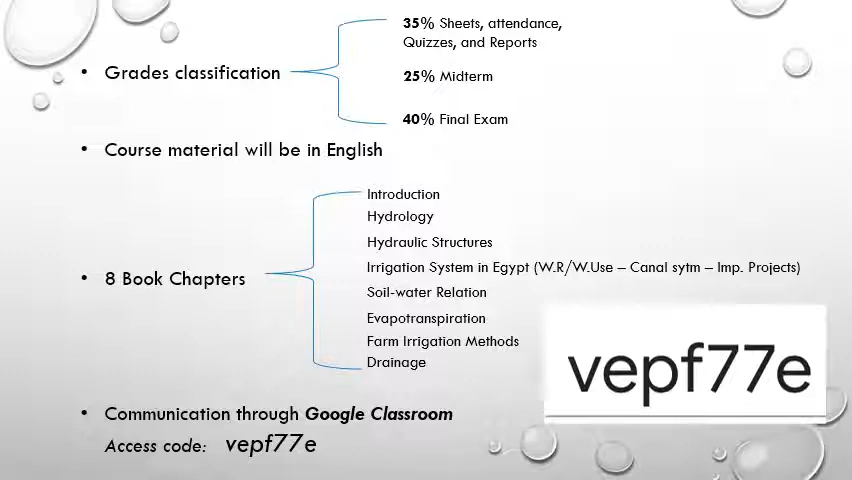 35% Sheets, attendance,
Quizzes, and Reports
• Grades classification
25% Midterm
40% Final Exam
• Course material will be in English
Introduction
Hydrology
Hydraulic Structures
Irrigation System in Egypt (W.R/W.Use – Canal sytm – Imp. Projects)
• 8 Book Chapters
Soil-water Relation
Evapotranspiration
Farm Irrigation Methods
Drainage
vepf77e
• Communication through Google Classroom
Access code: vepf77e